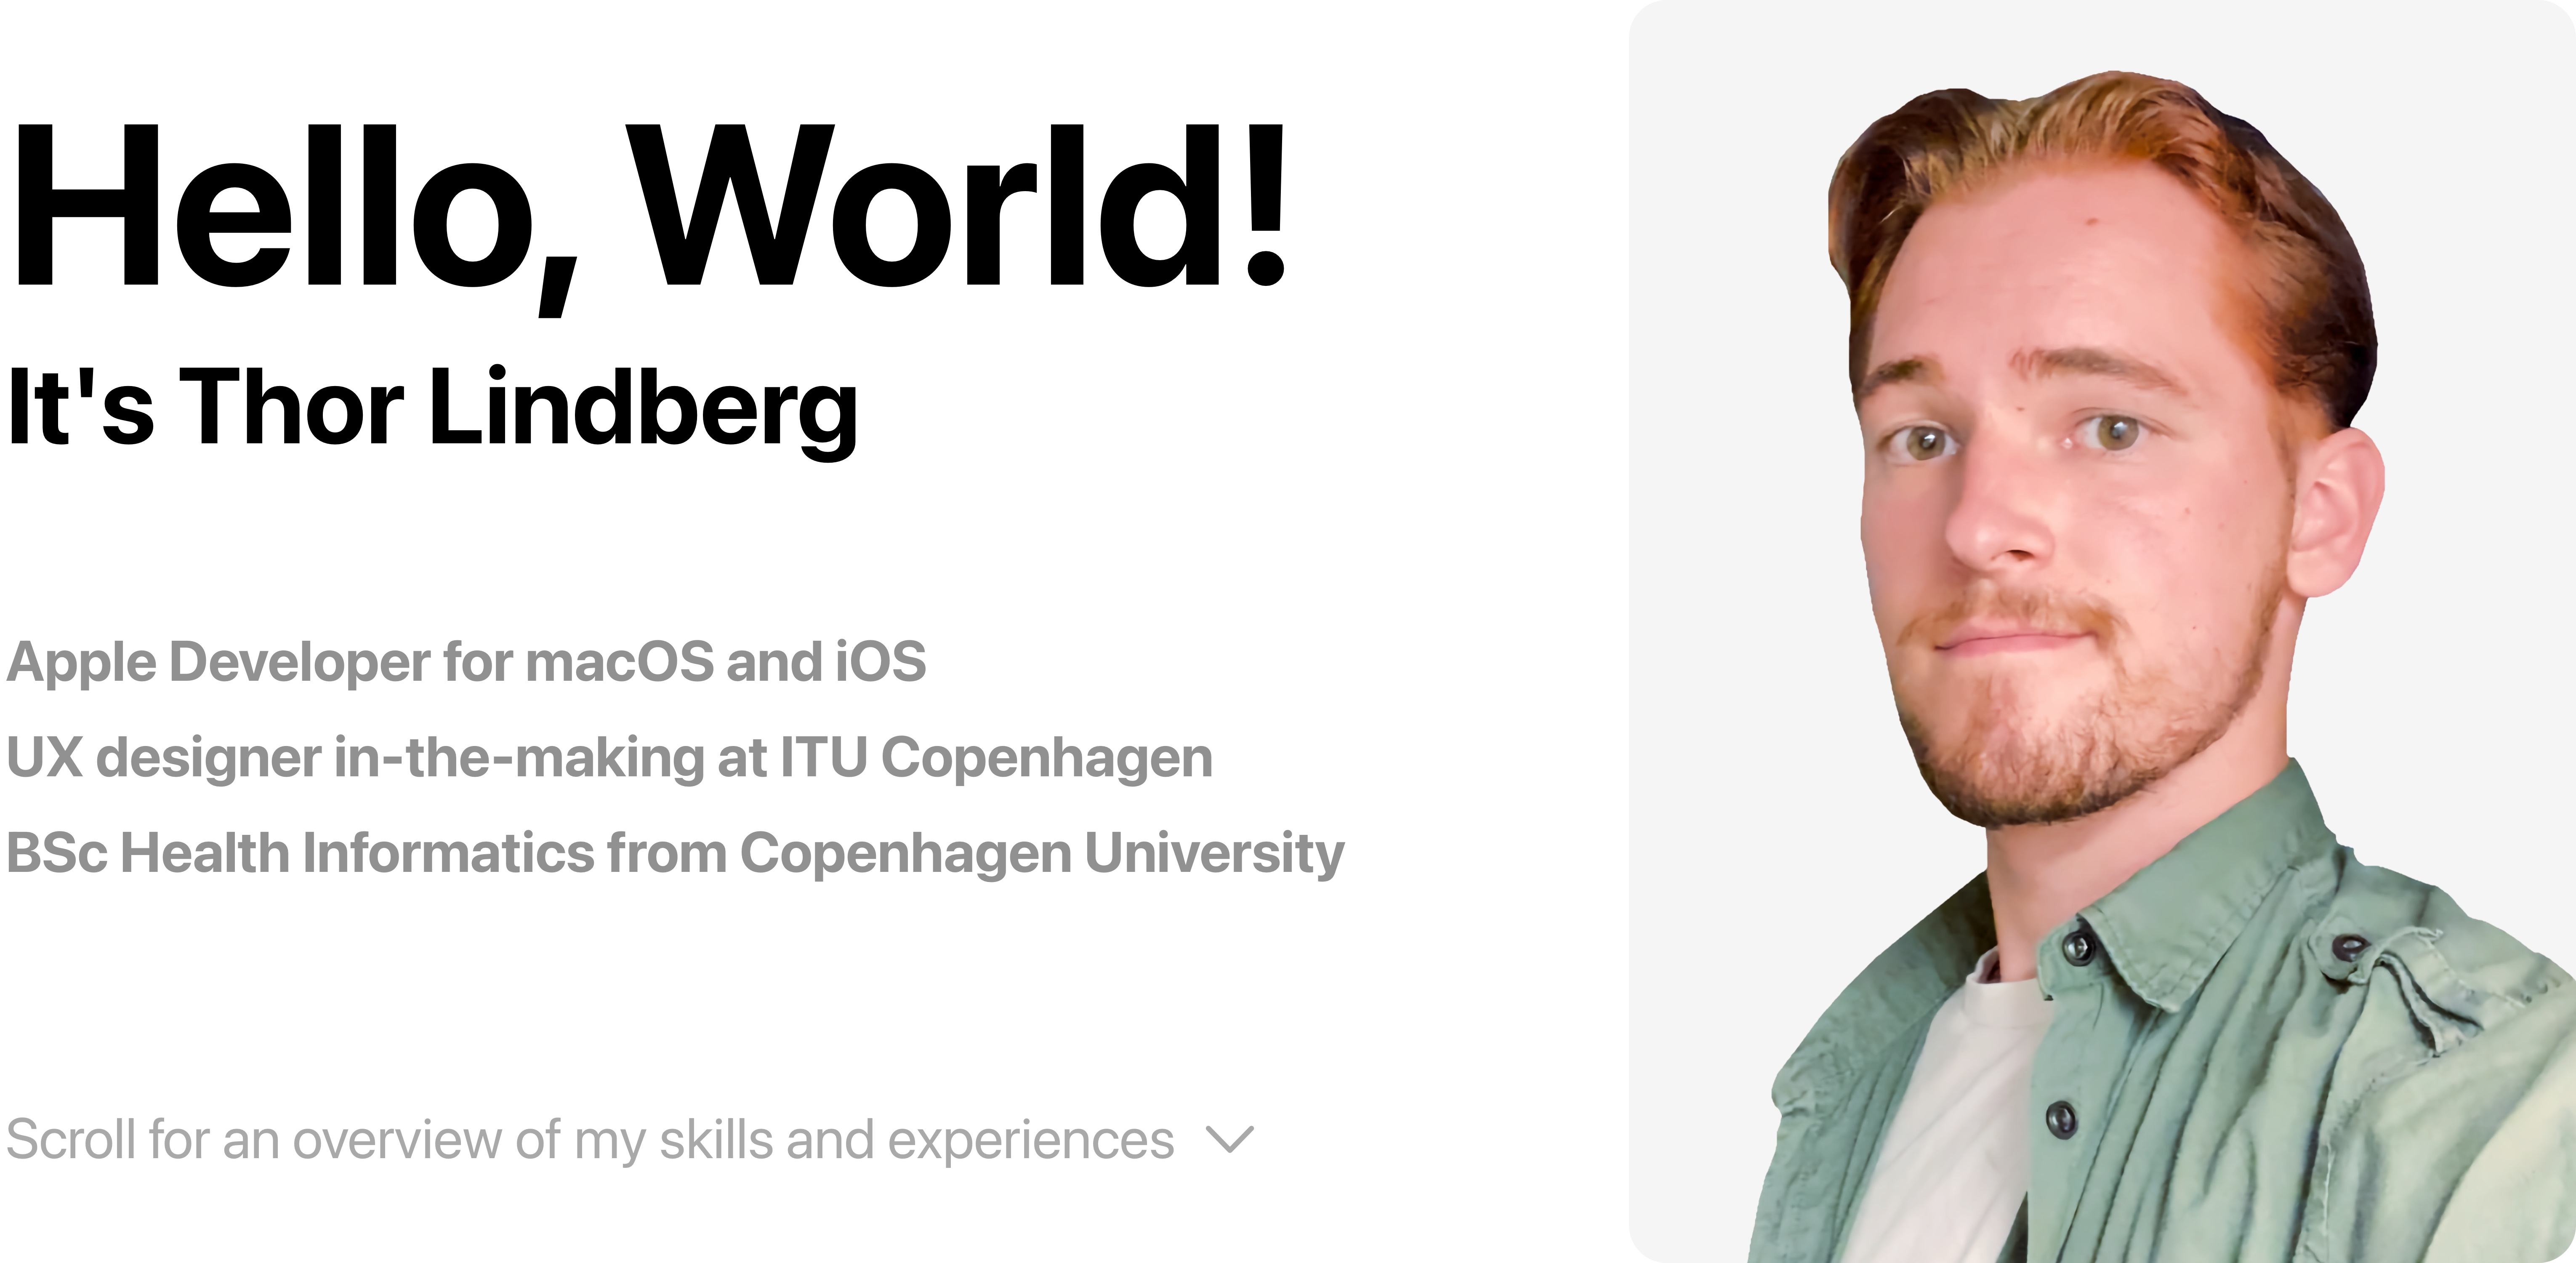 Hello, World!
It's Thor Lindberg
Apple Developer for macOS and iOS
UX designer in-the-making at ITU Copenhagen
BSc Health Informatics from Copenhagen University
Scroll for an overview of my skills and experiences